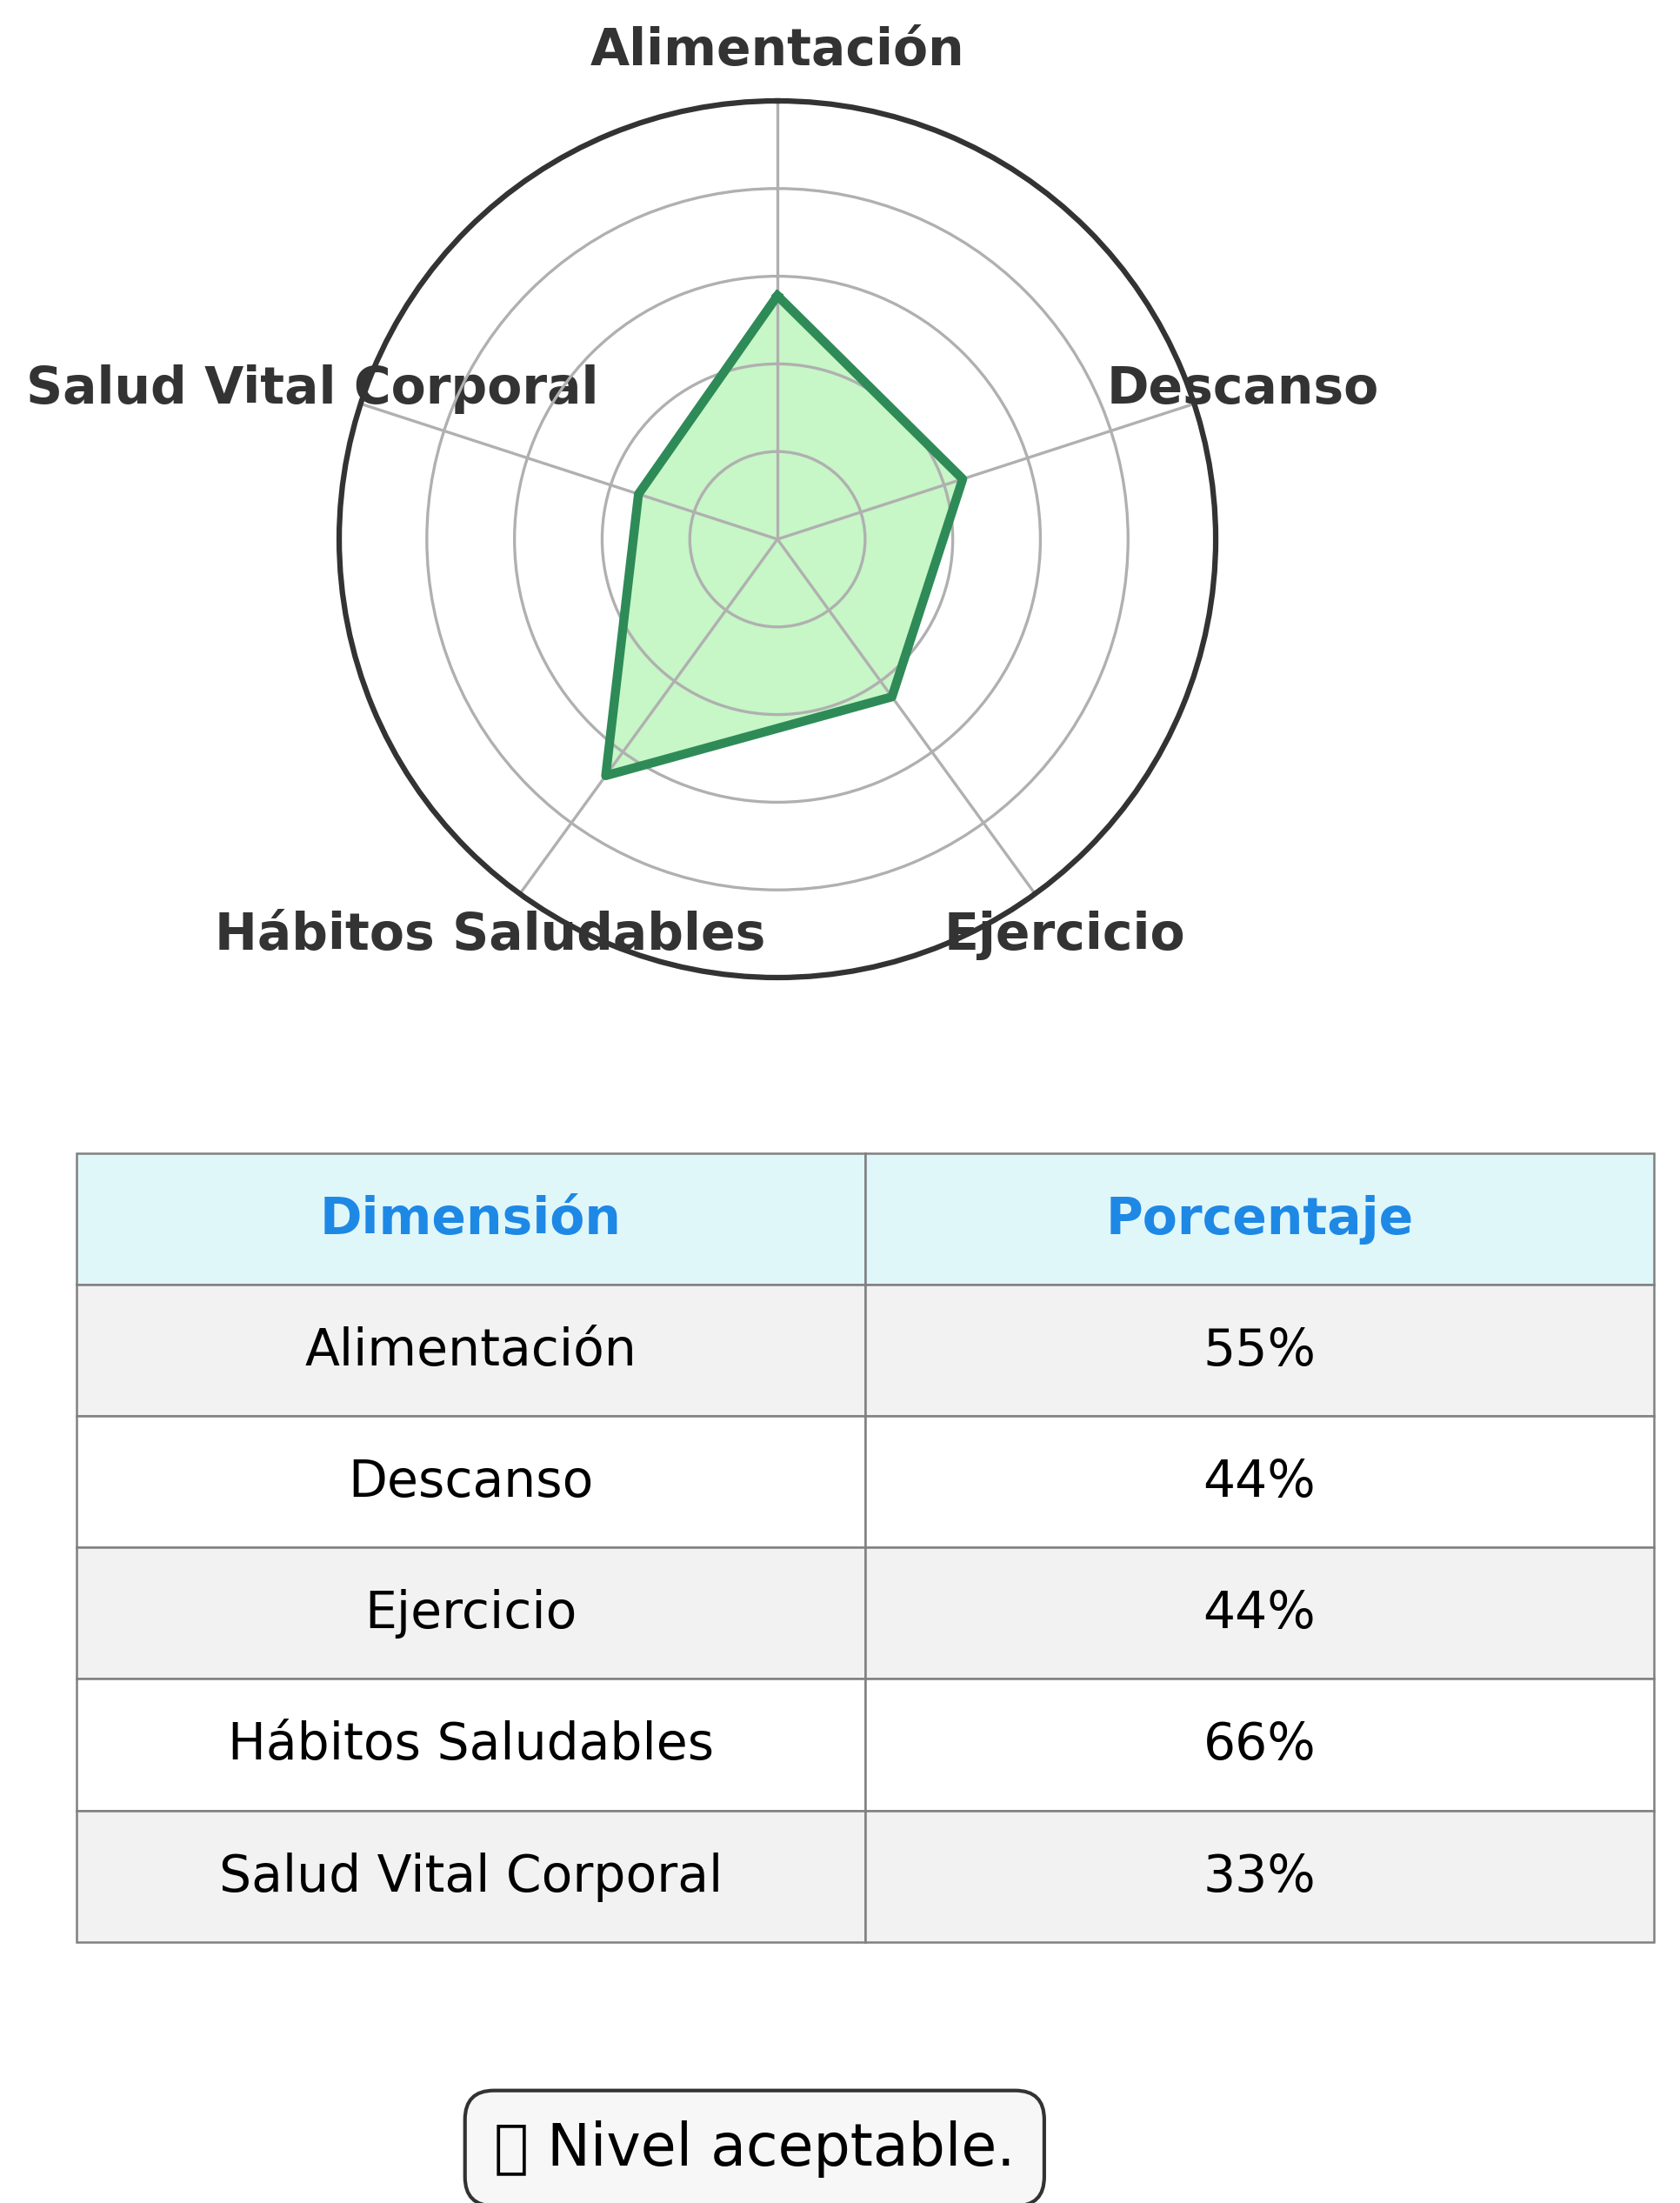 Alimentación
Salud Vital Corporal
Descanso
Hábitos Saludables
Ejercicio
Dimensión Porcentaje
Alimentación 55%
Descanso 44%
Ejercicio 44%
Hábitos Saludables 66%
Salud Vital Corporal 33%
Nivel aceptable.